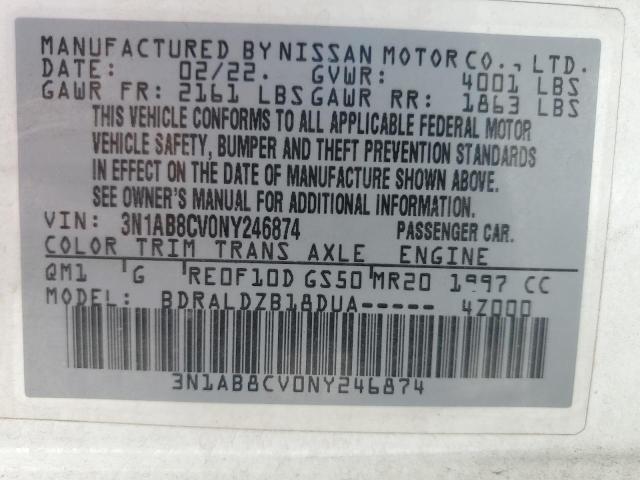 MANUFACTURED BY NISSAN MOTOR CO., LTD.
DATE: 02/22. GVWR: 4001 LBS
GAWR FR: 2161 LBS GAWR RR: 1863 LBS
THIS VEHICLE CONFORMS TO ALL APPLICABLE FEDERAL MOTOR
VEHICLE SAFETY, BUMPER AND THEFT PREVENTION STANDARDS
IN EFFECT ON THE DATE OF MANUFACTURE SHOWN ABOVE.
SEE OWNER'S MANUAL FOR ADDITIONAL INFORMATION.
VIN: 3N1AB8CV0NY246874 PASSENGER CAR.
COLOR TRIM TRANS AXLE ENGINE
QM1 G RE0F10D GS50 MR20 1997 CC
MODEL: BDRALDZB18DUA----- 4Z000
3N1AB8CV0NY246874